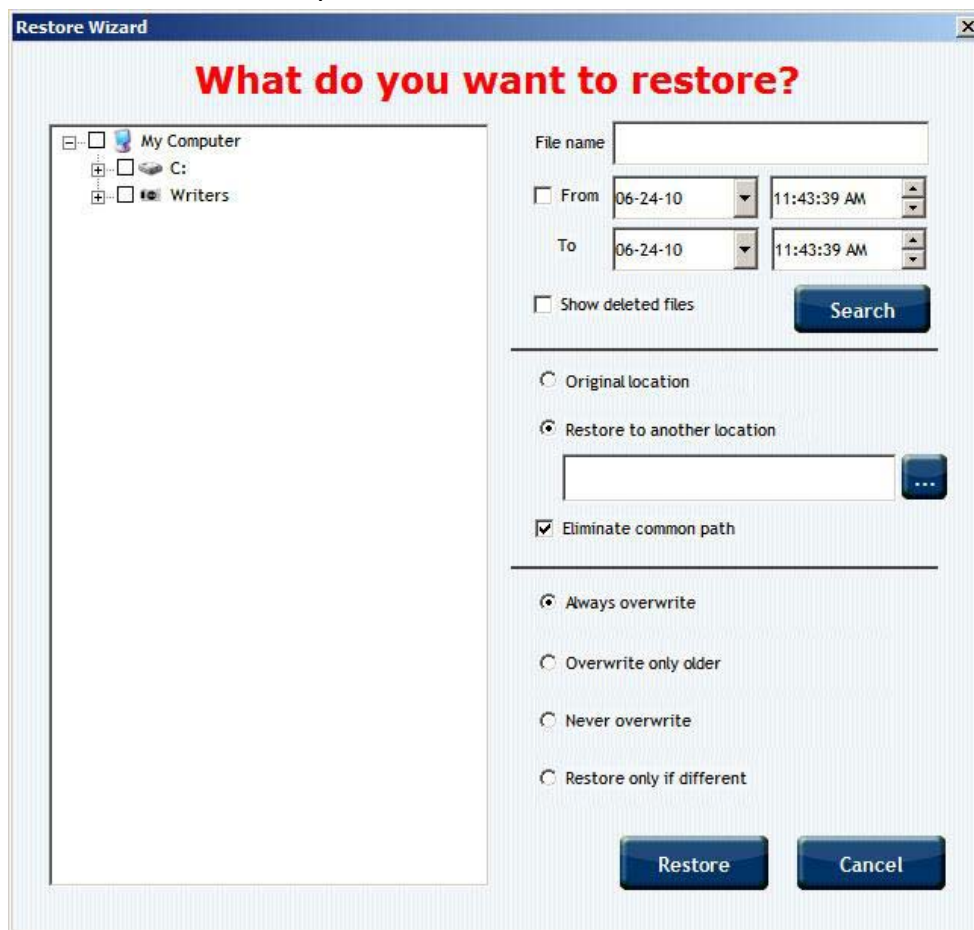 Restore Wizard
What do you want to restore?
My Computer
C:
Writers
File name
From 06-24-10 11:43:39 AM
To 06-24-10 11:43:39 AM
Show deleted files
Search
Original location
Restore to another location
...
Eliminate common path
Always overwrite
Overwrite only older
Never overwrite
Restore only if different
Restore Cancel